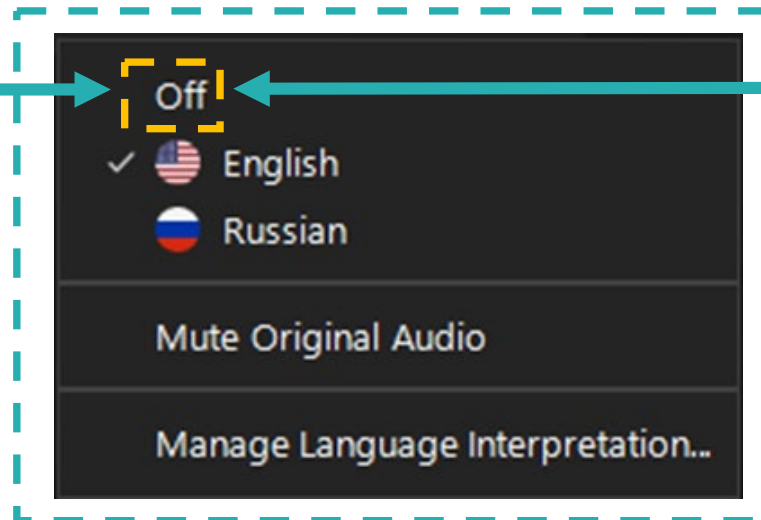 Off
English
Russian
Mute Original Audio
Manage Language Interpretation...